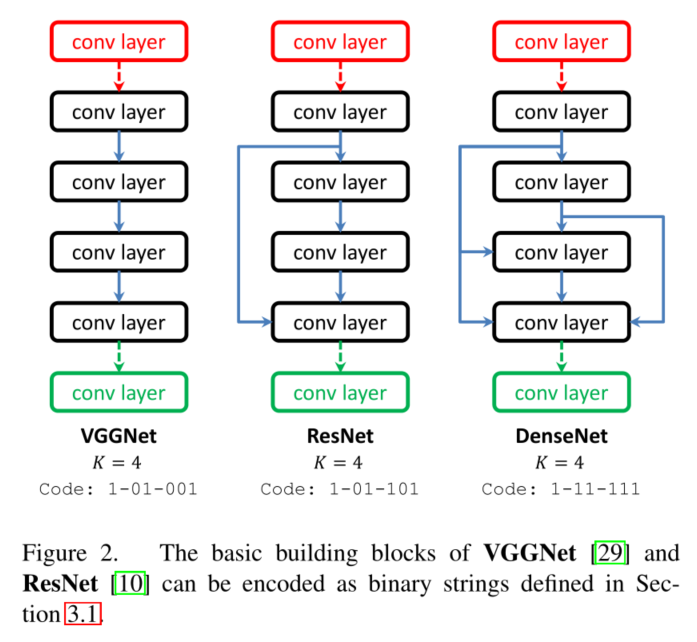 conv layer conv layer conv layer
conv layer conv layer conv layer
conv layer conv layer conv layer
conv layer conv layer conv layer
conv layer conv layer conv layer
conv layer conv layer conv layer
VGGNet ResNet DenseNet
K = 4 K = 4 K = 4
Code: 1-01-001 Code: 1-01-101 Code: 1-11-111
Figure 2. The basic building blocks of VGGNet [29] and
ResNet [10] can be encoded as binary strings defined in Sec-
tion 3.1.